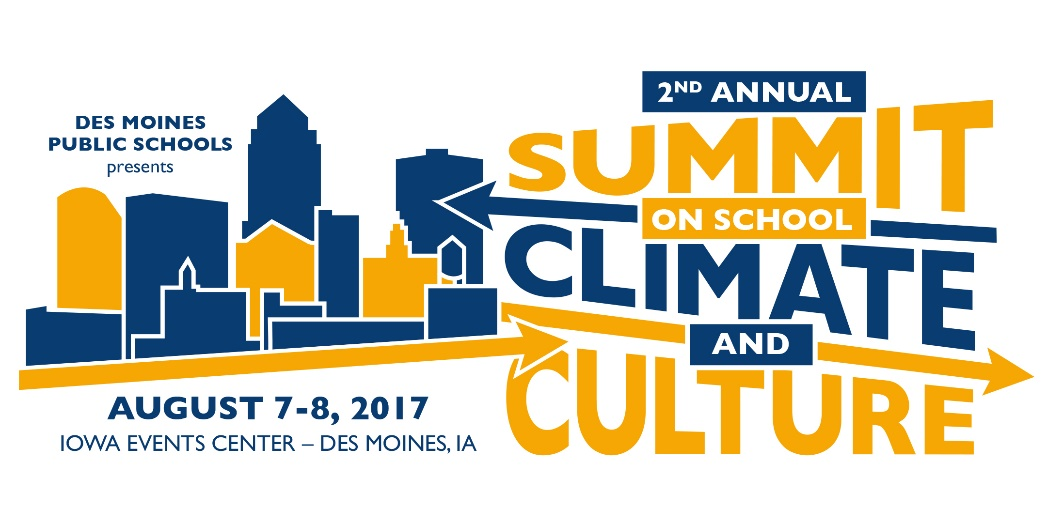 DES MOINES
PUBLIC SCHOOLS
presents
2ND ANNUAL
SUMMIT
ON SCHOOL
CLIMATE
AND
CULTURE
AUGUST 7-8, 2017
IOWA EVENTS CENTER – DES MOINES, IA